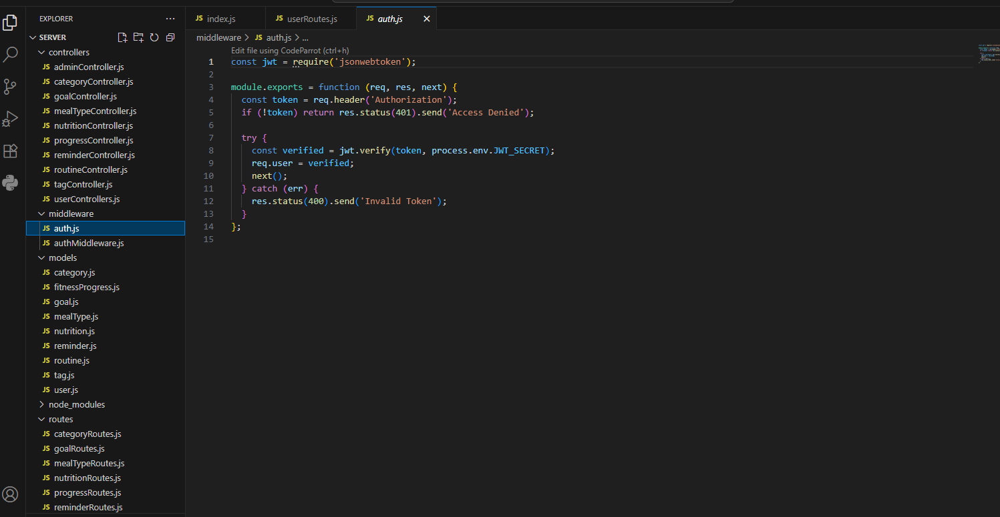 EXPLORER
SERVER
controllers
JS adminController.js
JS categoryController.js
JS goalController.js
JS mealTypeController.js
JS nutritionController.js
JS progressController.js
JS reminderController.js
JS routineController.js
JS tagController.js
JS userControllers.js
middleware
JS auth.js
JS authMiddleware.js
models
JS category.js
JS fitnessProgress.js
JS goal.js
JS mealType.js
JS nutrition.js
JS reminder.js
JS routine.js
JS tag.js
JS user.js
node_modules
routes
JS categoryRoutes.js
JS goalRoutes.js
JS mealTypeRoutes.js
JS nutritionRoutes.js
JS progressRoutes.js
JS reminderRoutes.js
JS index.js JS userRoutes.js JS auth.js
middleware > JS auth.js > ...
Edit file using CodeParrot (ctrl+h)
1 const jwt = require('jsonwebtoken');
2
3 module.exports = function (req, res, next) {
4   const token = req.header('Authorization');
5   if (!token) return res.status(401).send('Access Denied');
6
7   try {
8     const verified = jwt.verify(token, process.env.JWT_SECRET);
9     req.user = verified;
10     next();
11   } catch (err) {
12     res.status(400).send('Invalid Token');
13   }
14 };
15